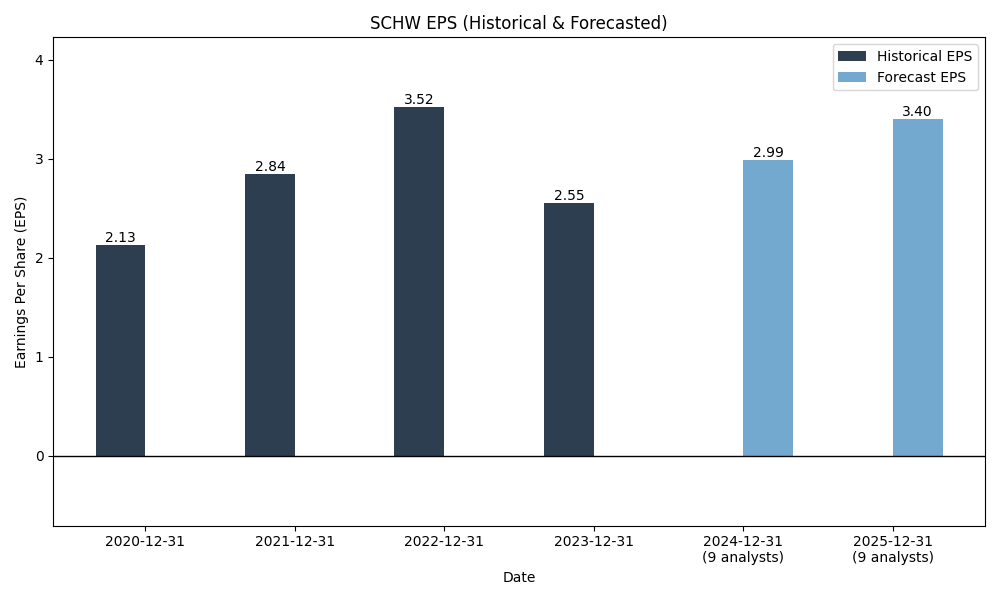 SCHW EPS (Historical & Forecasted)
Historical EPS
Forecast EPS
Earnings Per Share (EPS)
4
3
2
1
0
2.13
2.84
3.52
2.55
2.99
3.40
2020-12-31
2021-12-31
2022-12-31
2023-12-31
2024-12-31
(9 analysts)
2025-12-31
(9 analysts)
Date